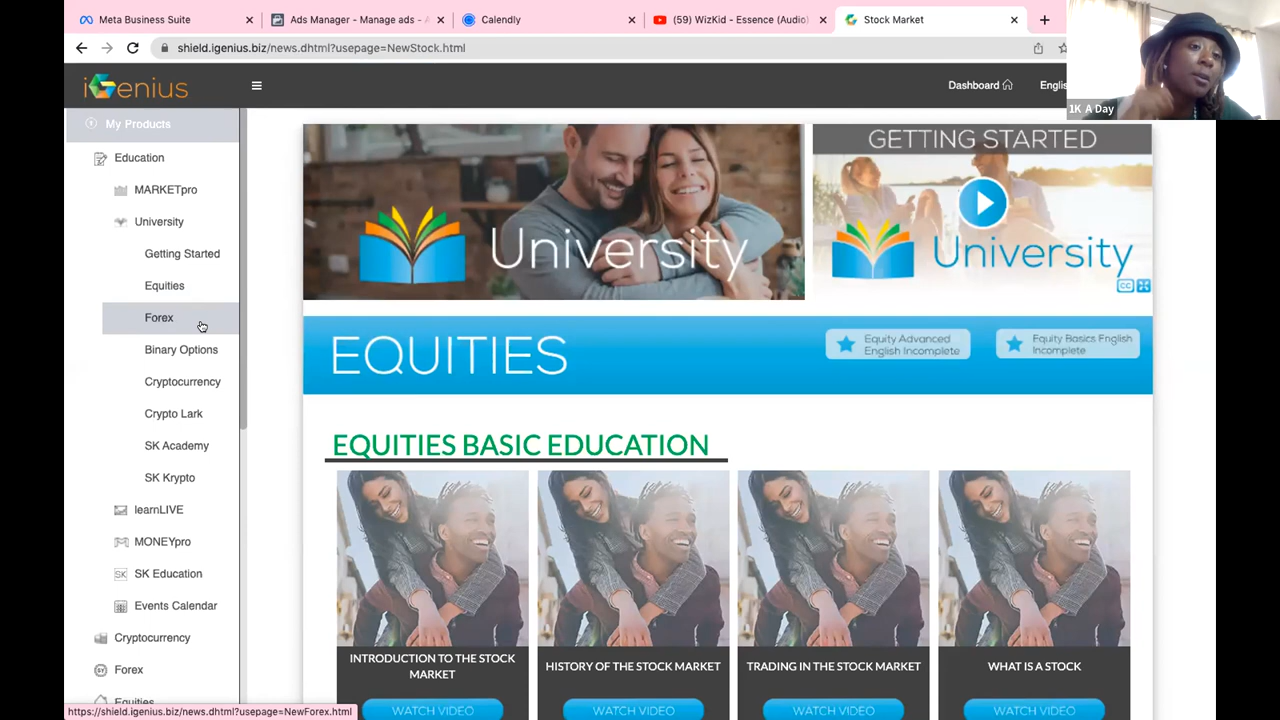 Meta Business Suite
Ads Manager - Manage ads - A
Calendly
(59) WizKid - Essence (Audio)
Stock Market
shield.igenius.biz/news.dhtml?usepage=NewStock.html
iGenius
Dashboard
Englis
1K A Day
My Products
Education
MARKETpro
University
Getting Started
Equities
Forex
Binary Options
Cryptocurrency
Crypto Lark
SK Academy
SK Krypto
learnLIVE
MONEYpro
SK
SK Education
Events Calendar
Cryptocurrency
Forex
Equities
https://shield.igenius.biz/news.dhtml?usepage=NewForex.html
University
GETTING STARTED
University
CC
EQUITIES
Equity Advanced
English Incomplete
Equity Basics English
Incomplete
EQUITIES BASIC EDUCATION
INTRODUCTION TO THE STOCK
MARKET
WATCH VIDEO
HISTORY OF THE STOCK MARKET
WATCH VIDEO
TRADING IN THE STOCK MARKET
WATCH VIDEO
WHAT IS A STOCK
WATCH VIDEO